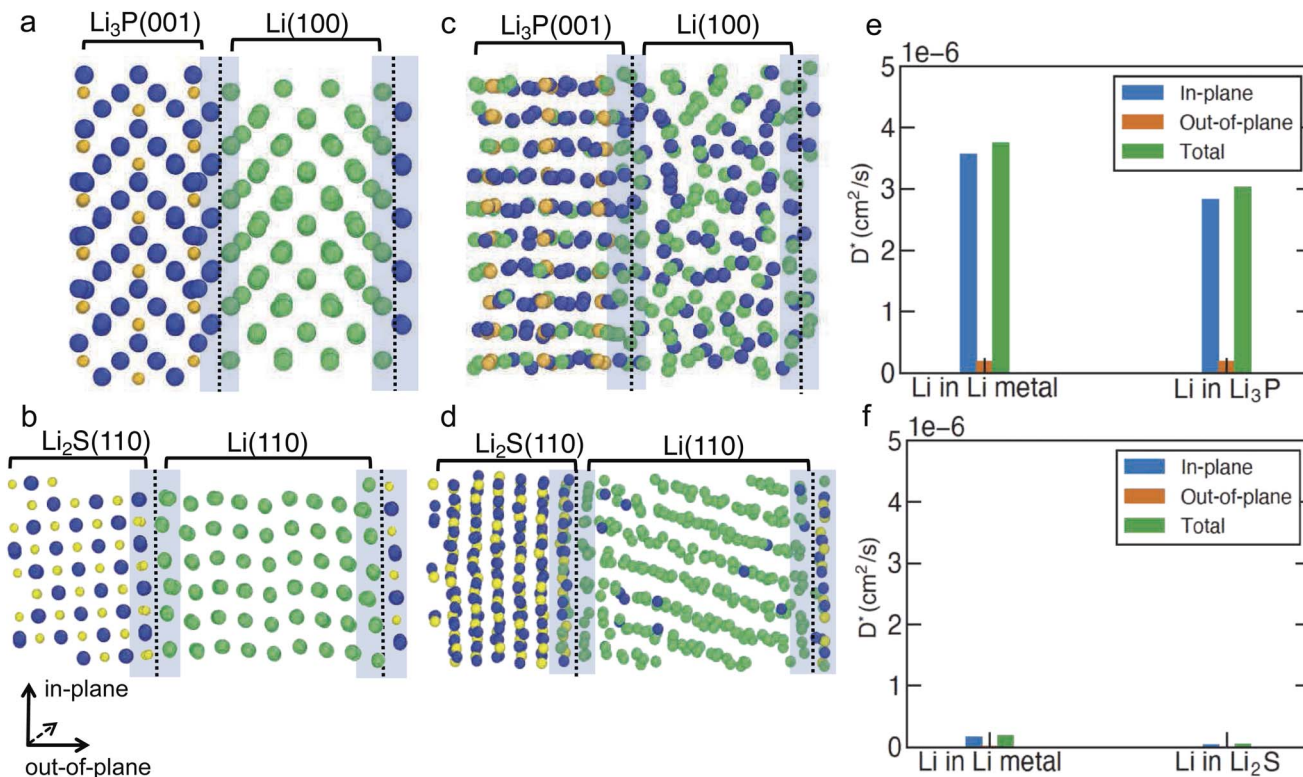 a
Li₃P(001)
Li(100)
c
Li₃P(001)
Li(100)
b
Li₂S(110)
Li(110)
d
Li₂S(110)
Li(110)
in-plane
out-of-plane
e
1e−6
5
4
3
2
1
0
D* (cm²/s)
In-plane
Out-of-plane
Total
Li in Li metal
Li in Li₃P
f
1e−6
5
4
3
2
1
0
D* (cm²/s)
In-plane
Out-of-plane
Total
Li in Li metal
Li in Li₂S